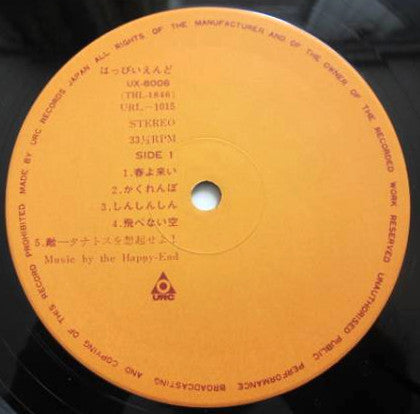 MADE BY URC RECORDS JAPAN ALL RIGHTS OF THE MANUFACTURER AND OF THE OWNER OF THE RECORDED WORK RESERVED UNAUTHORISED PUBLIC PERFORMANCE BROADCASTING AND COPYING OF THES RECORD PROHIBITED
はっぴいえんど
UX-8006
(THL-1846)
URL-1015
STEREO
33⅓RPM
SIDE 1
1.春よ来い
2.かくれんぼ
3.しんしんしん
4.飛べない空
5.敵ータナトスを想起せよ!
Music by the Happy-End
URC